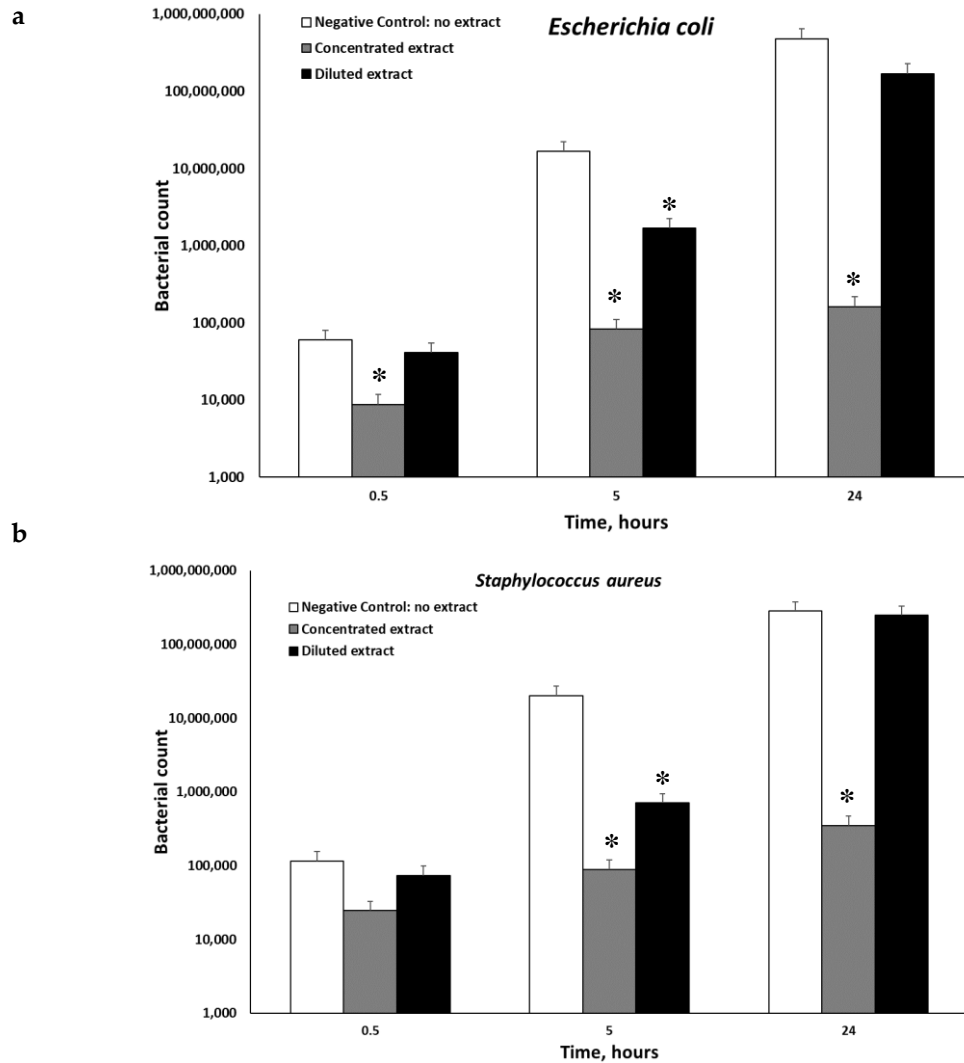 a
Escherichia coli
Negative Control: no extract
Concentrated extract
Diluted extract
Bacterial count
1,000,000,000
100,000,000
10,000,000
1,000,000
100,000
10,000
1,000
*
*
*
*
0.5
5
24
Time, hours
b
Staphylococcus aureus
Negative Control: no extract
Concentrated extract
Diluted extract
Bacterial count
1,000,000,000
100,000,000
10,000,000
1,000,000
100,000
10,000
1,000
*
*
*
0.5
5
24
Time, hours